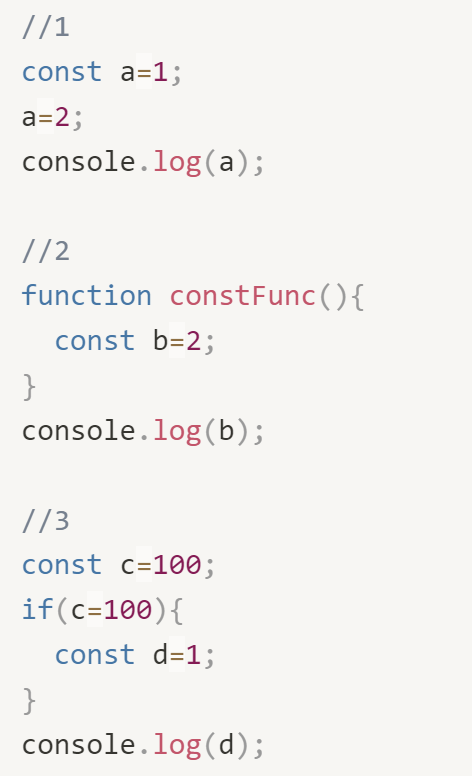 //1
const a=1;
a=2;
console.log(a);

//2
function constFunc(){
  const b=2;
}
console.log(b);

//3
const c=100;
if(c=100){
  const d=1;
}
console.log(d);